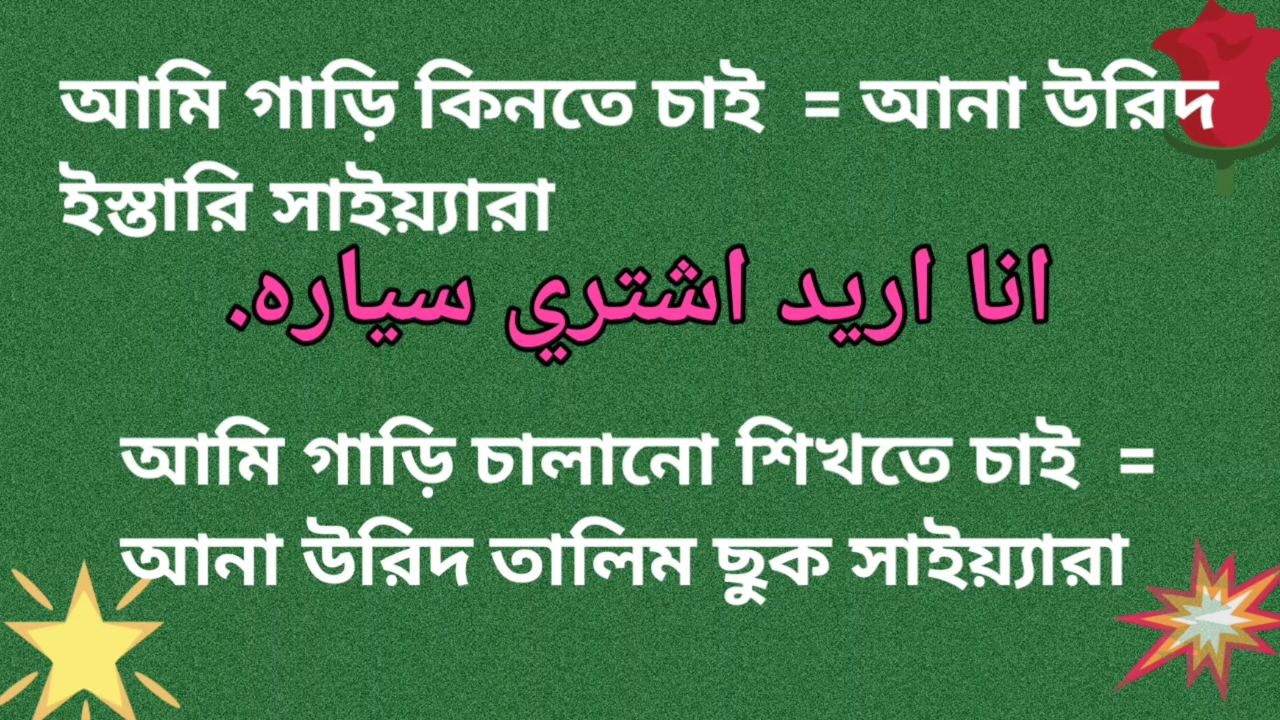 আমি গাড়ি কিনতে চাই = আনা উরিদ
ইস্তারি সাইয়্যারা
انا اريد اشتري سياره.
আমি গাড়ি চালানো শিখতে চাই =
আনা উরিদ তালিম ছুক সাইয়্যারা